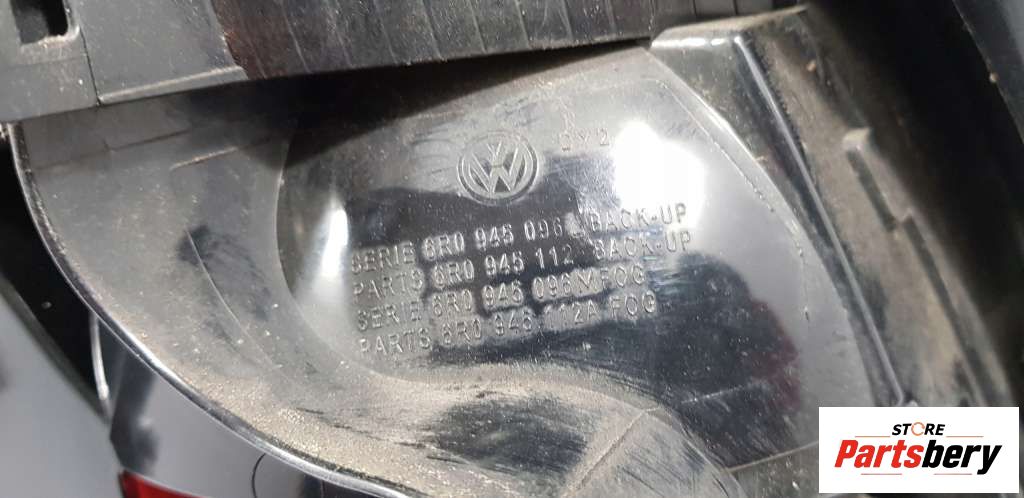 SERIE 6R0 945 096 BACK-UP
PARTS 6R0 945 112 BACK-UP
SERIE 6R0 945 096 FOG
PARTS 6R0 945 112A FOG
STORE
Partsbery